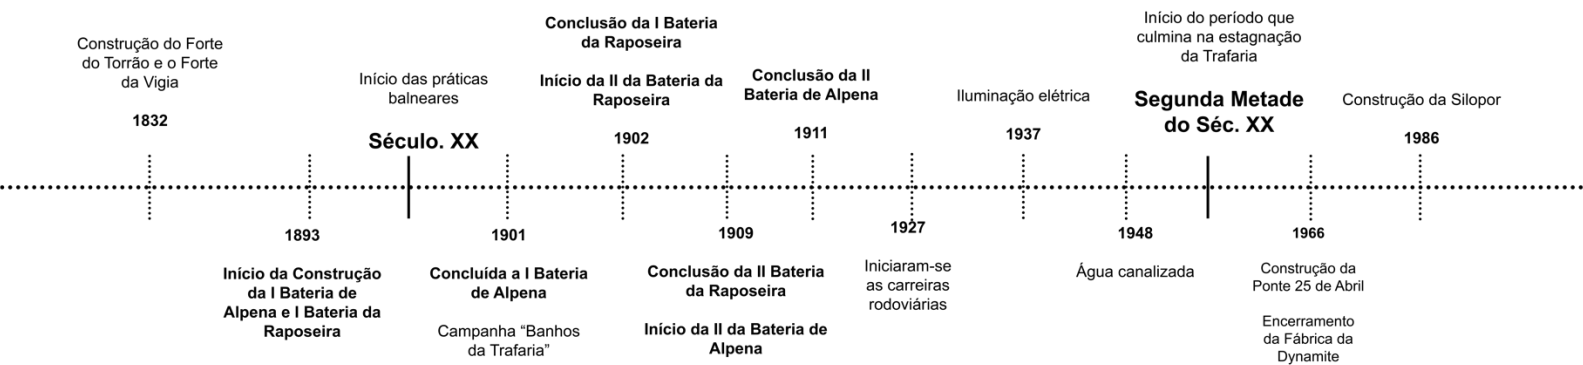 Construção do Forte
do Torrão e o Forte
da Vigia
1832
1893
Início da Construção
da I Bateria de
Alpena e I Bateria da
Raposeira
Início das práticas
balneares
Século. XX
1901
Concluída a I Bateria
de Alpena
Campanha “Banhos
da Trafaria”
Conclusão da I Bateria
da Raposeira
Início da II da Bateria da
Raposeira
1902
1909
Conclusão da II Bateria
da Raposeira
Início da II da Bateria de
Alpena
Conclusão da II
Bateria de Alpena
1911
1927
Iniciaram-se
as carreiras
rodoviárias
Iluminação elétrica
1937
1948
Água canalizada
Início do período que
culmina na estagnação
da Trafaria
Segunda Metade
do Séc. XX
1966
Construção da
Ponte 25 de Abril
Encerramento
da Fábrica da
Dynamite
Construção da Silopor
1986